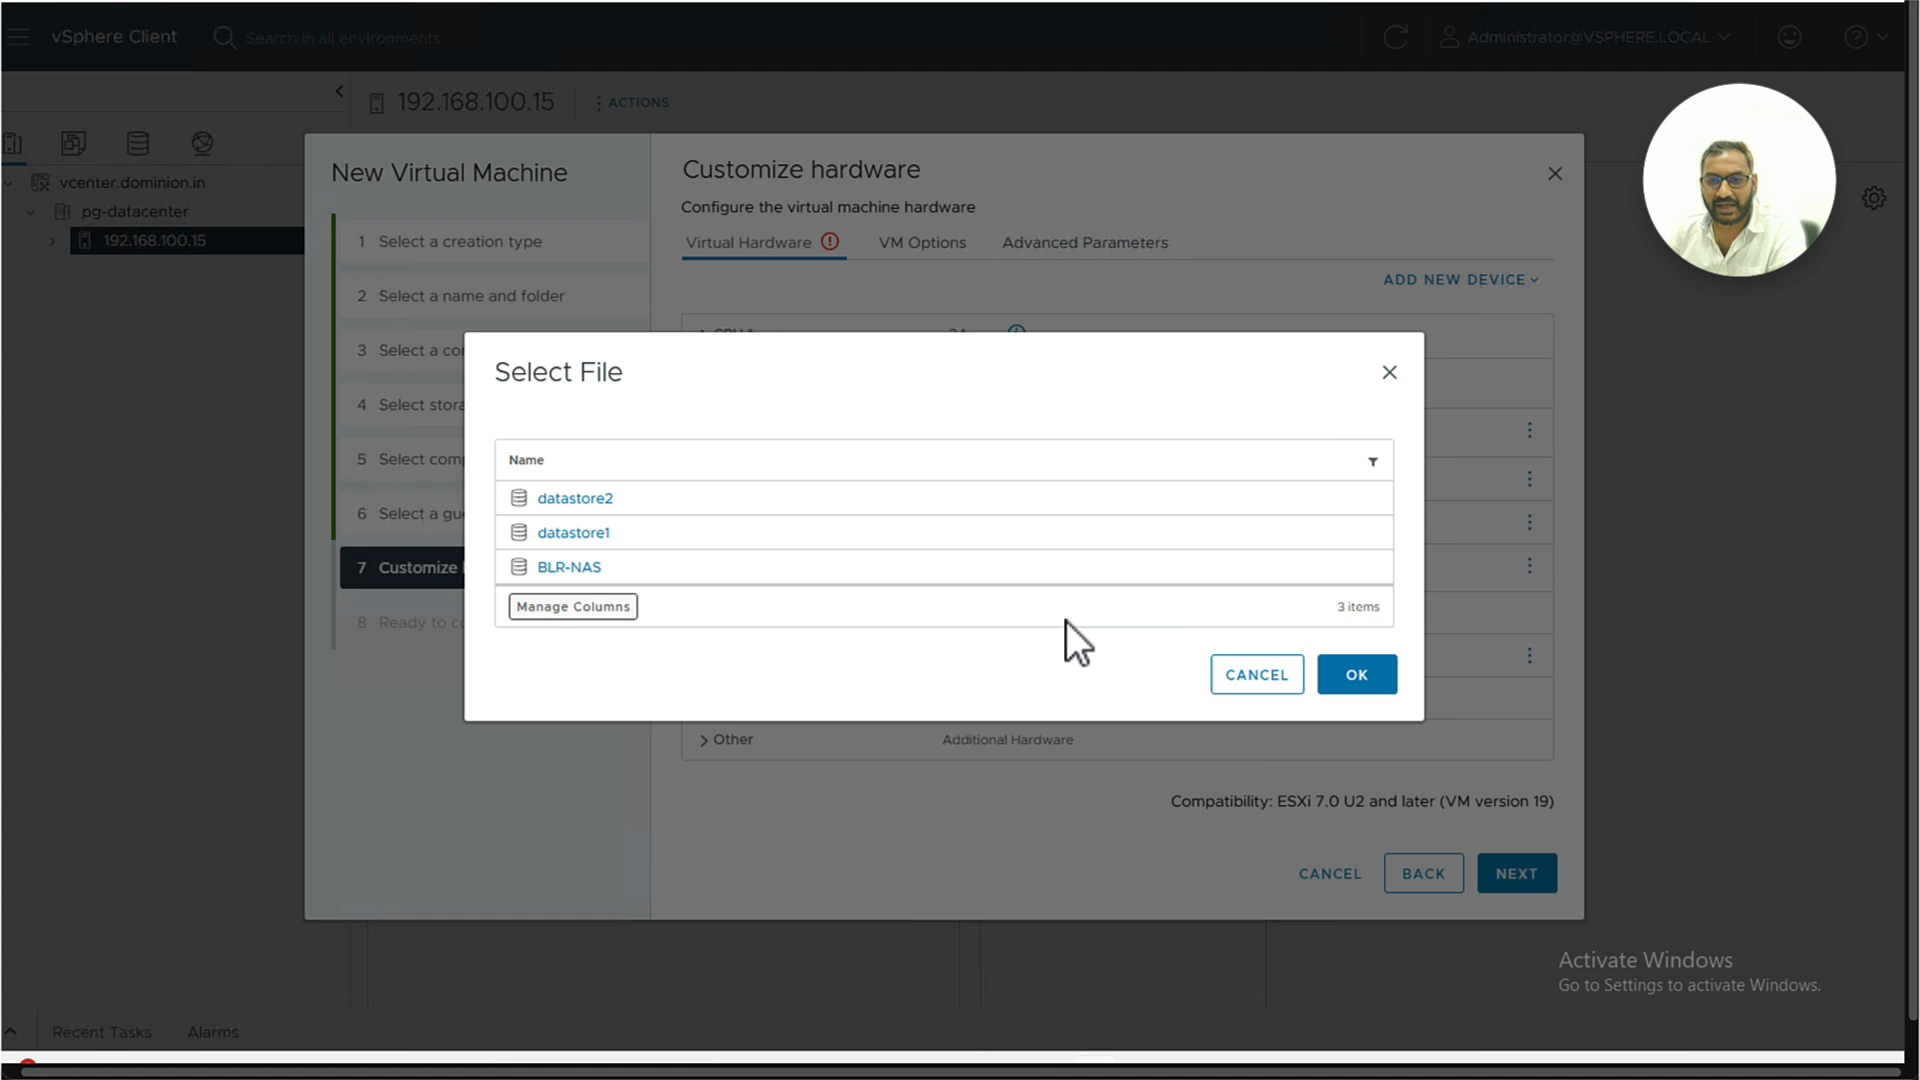 vSphere Client
Search in all environments
Administrator@VSPHERE.LOCAL
192.168.100.15
ACTIONS
vcenter.dominion.in
pg-datacenter
192.168.100.15
New Virtual Machine
1 Select a creation type
2 Select a name and folder
3 Select a co
4 Select stora
5 Select comp
6 Select a gu
7 Customize
8 Ready to co
Customize hardware
Configure the virtual machine hardware
Virtual Hardware
VM Options
Advanced Parameters
ADD NEW DEVICE
Select File
Name
datastore2
datastore1
BLR-NAS
Manage Columns
3 items
CANCEL
OK
Other
Additional Hardware
Compatibility: ESXi 7.0 U2 and later (VM version 19)
CANCEL
BACK
NEXT
Activate Windows
Go to Settings to activate Windows.
Recent Tasks
Alarms